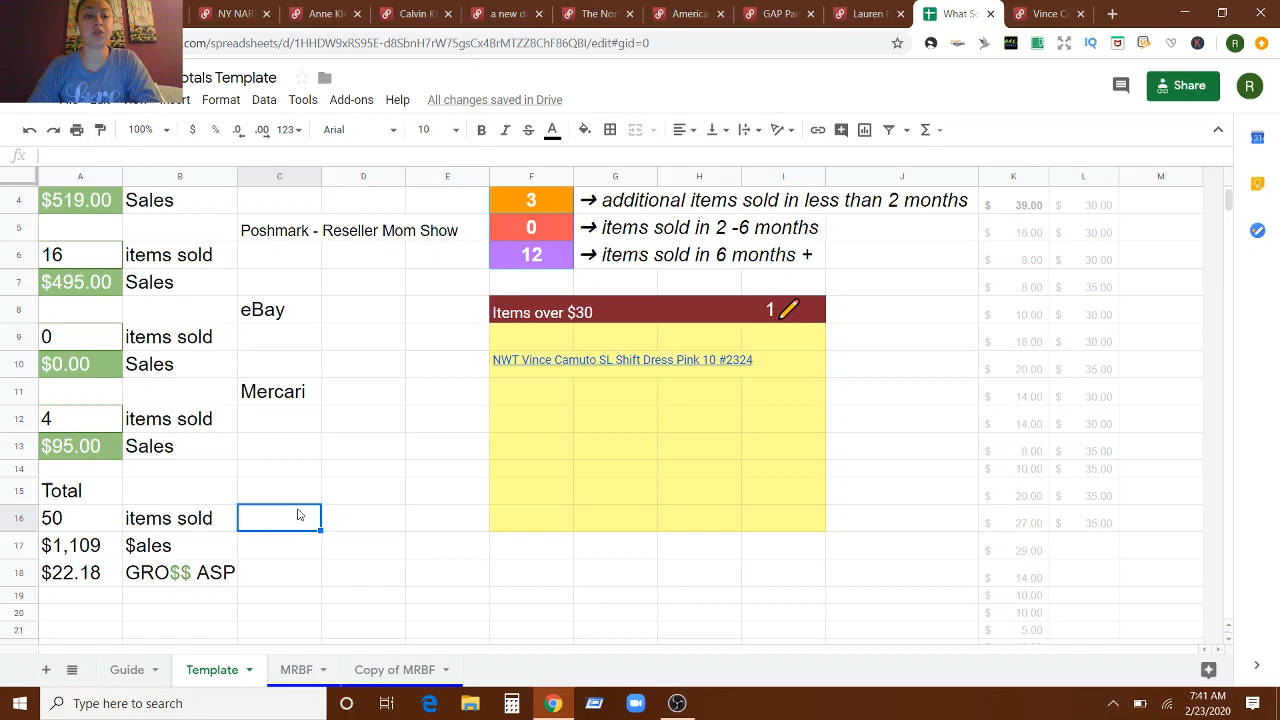 NY NAR
Anne Kl
Calvin Kl
a new d
The Nor
Americ
GAP Par
Lauren R
What So
Vince Ca
/spreadsheets/d/1
/edit#gid=0
otals Template
Format Data Tools Add-ons Help All changes saved in Drive
Share
R
100% $ % .0 .00 123 Arial 10 B I S A
fx
A B C D E F G H I J K L M
4 $519.00 Sales 3 → additional items sold in less than 2 months $ 39.00 $ 30.00
5 Poshmark - Reseller Mom Show 0 → items sold in 2 -6 months $ 16.00 $ 30.00
6 16 items sold 12 → items sold in 6 months + $ 8.00 $ 30.00
7 $495.00 Sales $ 8.00 $ 35.00
8 eBay Items over $30 1 $ 10.00 $ 30.00
9 0 items sold $ 18.00 $ 30.00
10 $0.00 Sales NWT Vince Camuto SL Shift Dress Pink 10 #2324 $ 20.00 $ 35.00
11 Mercari $ 14.00 $ 30.00
12 4 items sold $ 14.00 $ 30.00
13 $95.00 Sales $ 8.00 $ 35.00
14 $ 10.00 $ 35.00
15 Total $ 20.00 $ 35.00
16 50 items sold $ 27.00 $ 35.00
17 $1,109 $ales $ 29.00
18 $22.18 GRO$$ ASP $ 14.00
19 $ 10.00
20 $ 10.00
21 $ 5.00
Guide Template MRBF Copy of MRBF
Type here to search
7:41 AM
2/23/2020